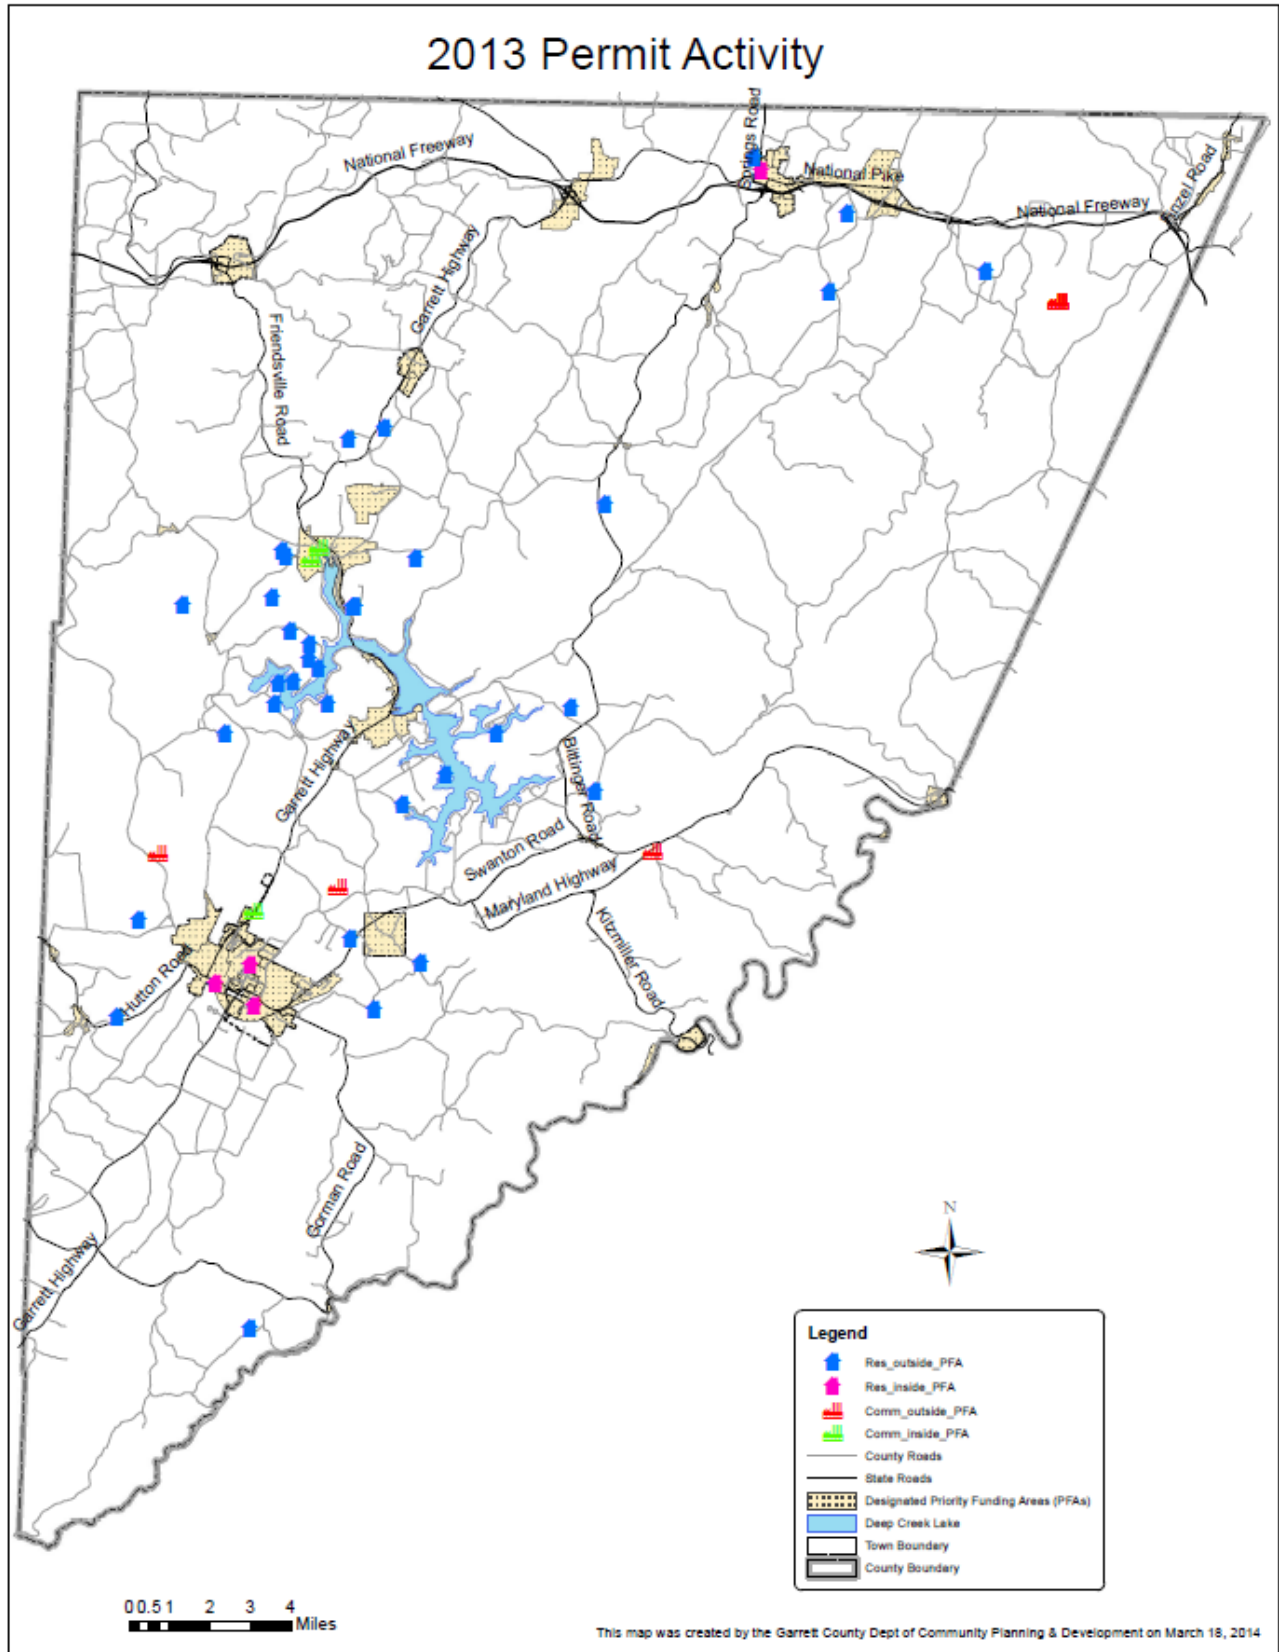 2013 Permit Activity
Springs Road
National Freeway
National Pike
National Freeway
Garrett Highway
Friendsville Road
Garrett Highway
Bittinger Road
Swanton Road
Maryland Highway
Kitzmiller Road
Hutton Road
Gorman Road
Garrett Highway
N
Legend
Res_outside_PFA
Res_inside_PFA
Comm_outside_PFA
Comm_inside_PFA
County Roads
State Roads
Designated Priority Funding Areas (PFAs)
Deep Creek Lake
Town Boundary
County Boundary
0 0.5 1 2 3 4
Miles
This map was created by the Garrett County Dept of Community Planning & Development on March 18, 2014